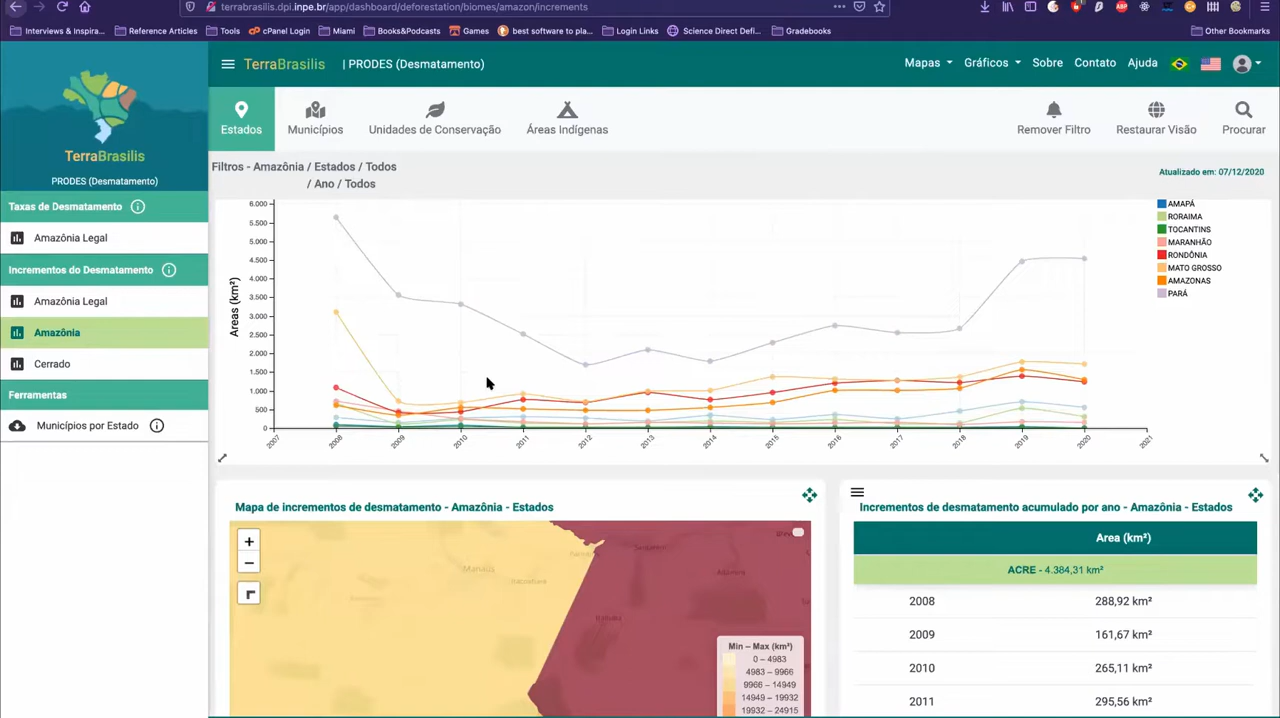 terrabrasilis.dpi.inpe.br/app/dashboard/deforestation/biomes/amazon/increments
Interviews & Inspira... Reference Articles Tools cPanel Login Miami Books&Podcasts Games best software to pla... Login Links Science Direct Defi... Gradebooks Other Bookmarks
TerraBrasilis | PRODES (Desmatamento) Mapas Gráficos Sobre Contato Ajuda
TerraBrasilis
PRODES (Desmatamento)
Taxas de Desmatamento
Amazônia Legal
Incrementos do Desmatamento
Amazônia Legal
Amazônia
Cerrado
Ferramentas
Municípios por Estado
Estados Municípios Unidades de Conservação Áreas Indígenas Remover Filtro Restaurar Visão Procurar
Filtros - Amazônia / Estados / Todos
/ Ano / Todos
Atualizado em: 07/12/2020
Areas (km²)
6.000
5.500
5.000
4.500
4.000
3.500
3.000
2.500
2.000
1.500
1.000
500
0
2007 2008 2009 2010 2011 2012 2013 2014 2015 2016 2017 2018 2019 2020 2021
AMAPÁ
RORAIMA
TOCANTINS
MARANHÃO
RONDÔNIA
MATO GROSSO
AMAZONAS
PARÁ
Mapa de incrementos de desmatamento - Amazônia - Estados
+
−
Manaus
Min – Max (km²)
0 – 4983
4983 – 9966
9966 – 14949
14949 – 19932
19932 – 24915
Incrementos de desmatamento acumulado por ano - Amazônia - Estados
Area (km²)
ACRE - 4.384,31 km²
2008 288,92 km²
2009 161,67 km²
2010 265,11 km²
2011 295,56 km²